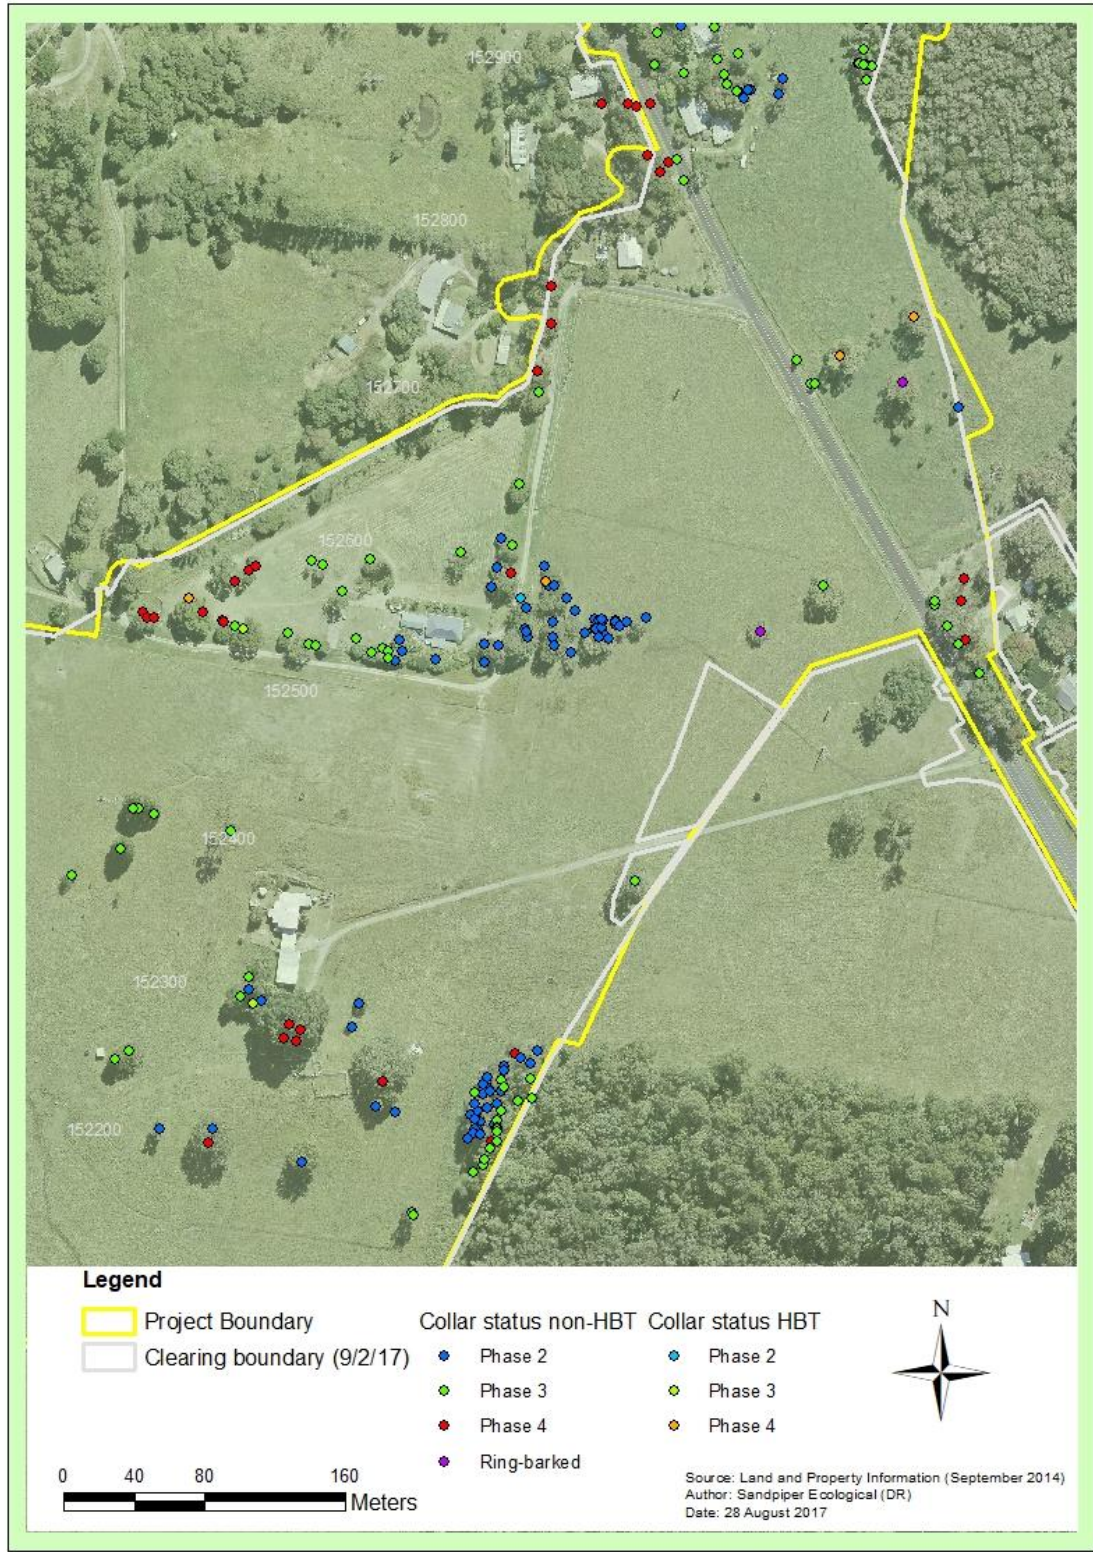 152900
152800
152700
152600
152500
152400
152300
152200
Legend
Project Boundary
Clearing boundary (9/2/17)
Collar status non-HBT
Phase 2
Phase 3
Phase 4
Ring-barked
Collar status HBT
Phase 2
Phase 3
Phase 4
N
0 40 80 160
Meters
Source: Land and Property Information (September 2014)
Author: Sandpiper Ecological (DR)
Date: 28 August 2017